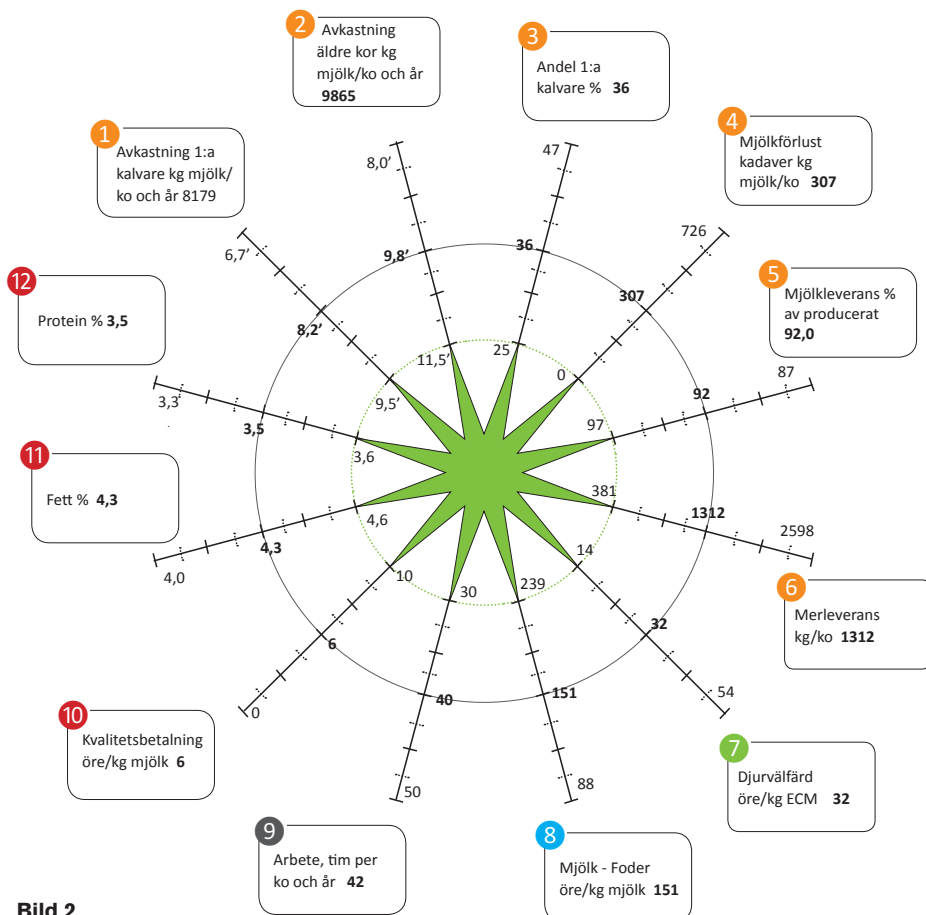 2
Avkastning
äldre kor kg
mjölk/ko och år
9865
3
Andel 1:a
kalvare % 36
1
Avkastning 1:a
kalvare kg mjölk/
ko och år 8179
4
Mjölkförlust
kadaver kg
mjölk/ko 307
5
Mjölkleverans %
av producerat
92,0
12
Protein % 3,5
11
Fett % 4,3
8,0’
47
6,7’
726
9,8’
36
307
8,2’
87
92
11,5’
25
0
9,5’
97
3,3
3,5
3,6
381
1312
2598
4,6
4,3
4,0
14
10
30
239
32
6
0
40
151
54
50
88
6
Merleverans
kg/ko 1312
10
Kvalitetsbetalning
öre/kg mjölk 6
7
Djurvälfärd
öre/kg ECM 32
9
Arbete, tim per
ko och år 42
8
Mjölk - Foder
öre/kg mjölk 151
Bild 2